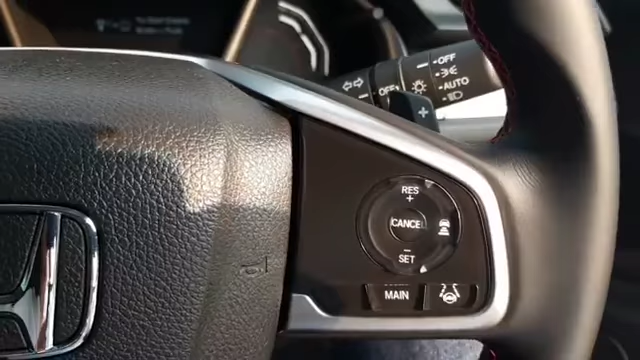 OFF
AUTO
OFF
+
RES
+
CANCEL
−
SET
MAIN